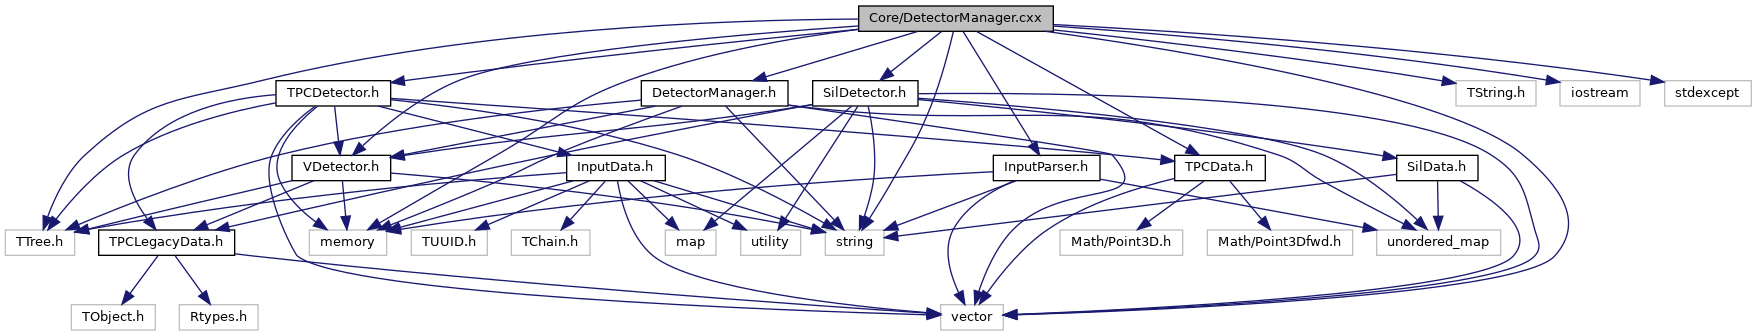 Core/DetectorManager.cxx
TPCDetector.h
DetectorManager.h
SilDetector.h
TString.h
iostream
stdexcept
VDetector.h
InputData.h
InputParser.h
TPCData.h
SilData.h
TTree.h
TPCLegacyData.h
memory
TUUID.h
TChain.h
map
utility
string
Math/Point3D.h
Math/Point3Dfwd.h
unordered_map
TObject.h
Rtypes.h
vector